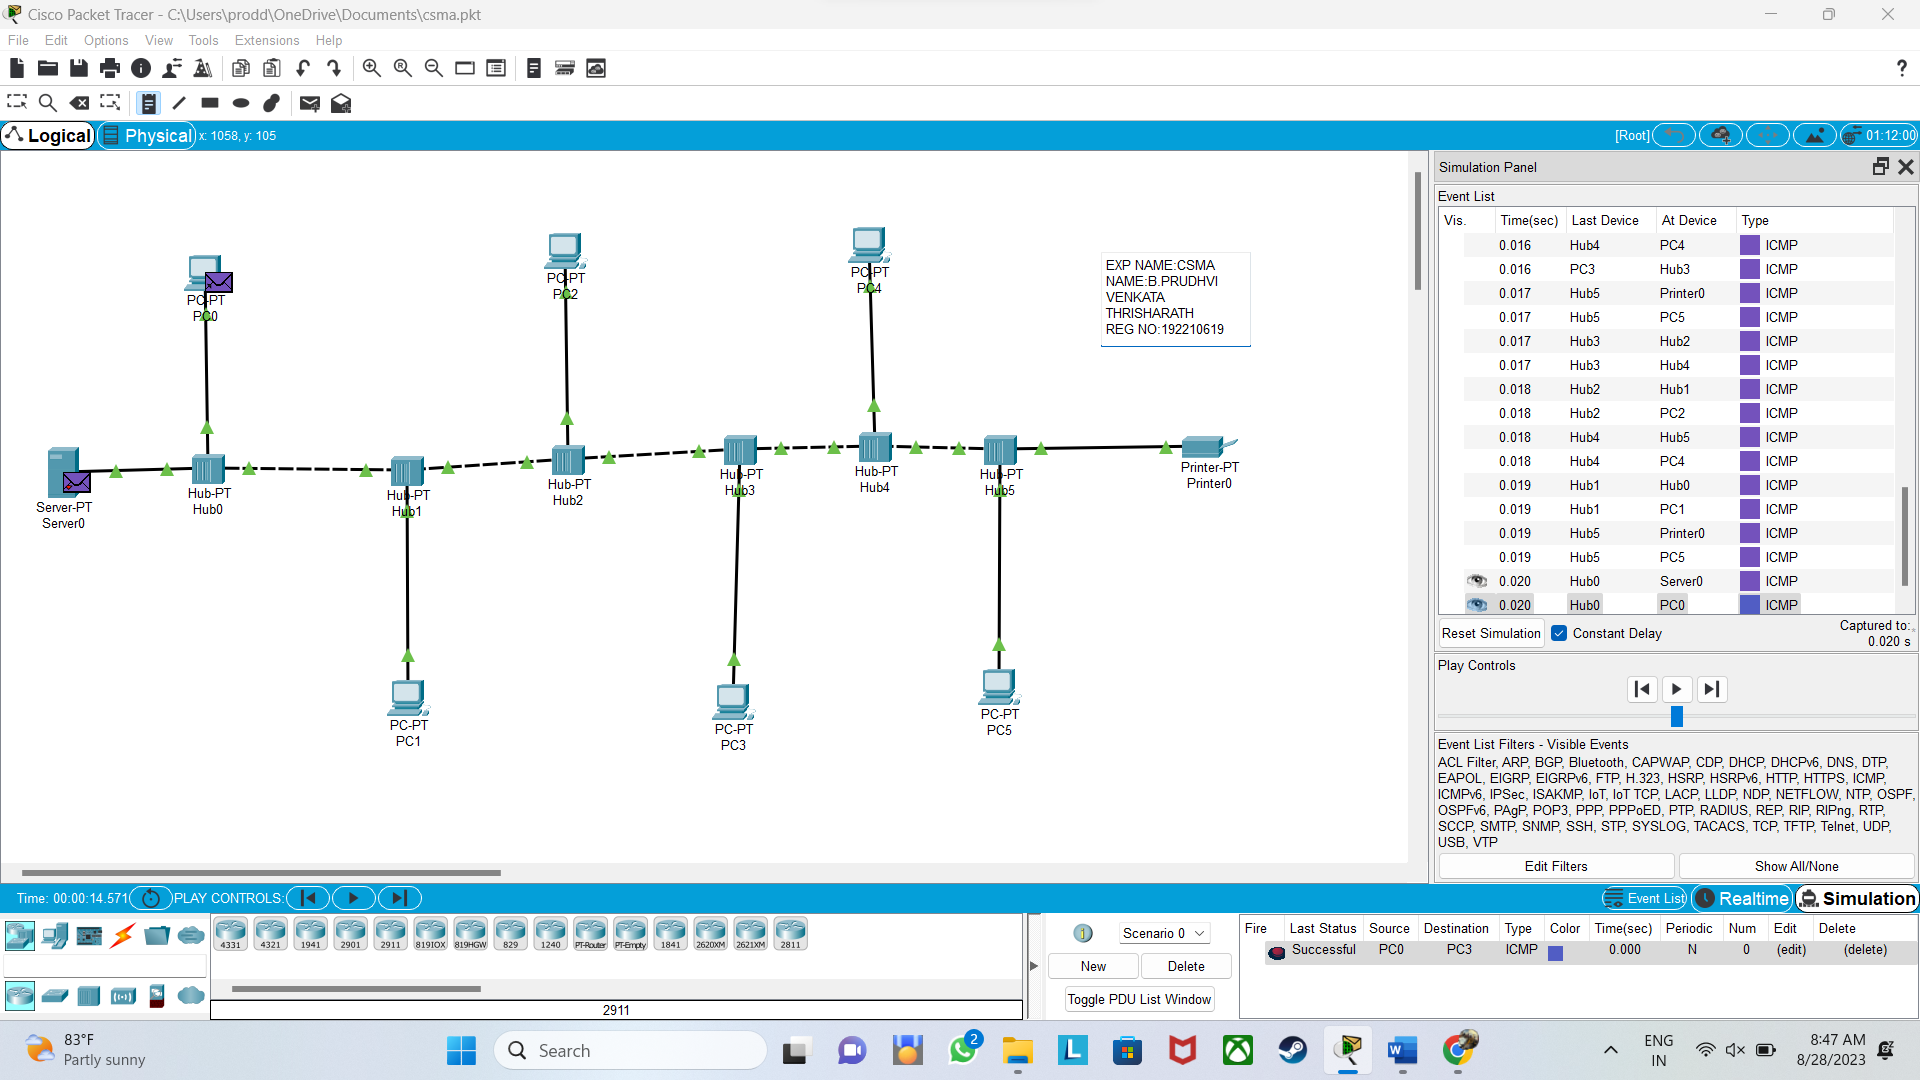 Cisco Packet Tracer - C:\Users\prodd\OneDrive\Documents\csma.pkt
File Edit Options View Tools Extensions Help
?
Logical Physical x: 1058, y: 105
[Root] 01:12:00
PC-PT
PC0
PC-PT
PC2
PC-PT
PC4
EXP NAME:CSMA
NAME:B.PRUDHVI
VENKATA
THRISHARATH
REG NO:192210619
Server-PT
Server0
Hub-PT
Hub0
Hub-PT
Hub1
Hub-PT
Hub2
Hub-PT
Hub3
Hub-PT
Hub4
Hub-PT
Hub5
Printer-PT
Printer0
PC-PT
PC1
PC-PT
PC3
PC-PT
PC5
Simulation Panel
Event List
Vis. Time(sec) Last Device At Device Type
0.016 Hub4 PC4 ICMP
0.016 PC3 Hub3 ICMP
0.017 Hub5 Printer0 ICMP
0.017 Hub5 PC5 ICMP
0.017 Hub3 Hub2 ICMP
0.017 Hub3 Hub4 ICMP
0.018 Hub2 Hub1 ICMP
0.018 Hub2 PC2 ICMP
0.018 Hub4 Hub5 ICMP
0.018 Hub4 PC4 ICMP
0.019 Hub1 Hub0 ICMP
0.019 Hub1 PC1 ICMP
0.019 Hub5 Printer0 ICMP
0.019 Hub5 PC5 ICMP
0.020 Hub0 Server0 ICMP
0.020 Hub0 PC0 ICMP
Reset Simulation Constant Delay Captured to:
0.020 s
Play Controls
Event List Filters - Visible Events
ACL Filter, ARP, BGP, Bluetooth, CAPWAP, CDP, DHCP, DHCPv6, DNS, DTP,
EAPOL, EIGRP, EIGRPv6, FTP, H.323, HSRP, HSRPv6, HTTP, HTTPS, ICMP,
ICMPv6, IPSec, ISAKMP, IoT, IoT TCP, LACP, LLDP, NDP, NETFLOW, NTP, OSPF,
OSPFv6, PAgP, POP3, PPP, PPPoED, PTP, RADIUS, REP, RIP, RIPng, RTP,
SCCP, SMTP, SNMP, SSH, STP, SYSLOG, TACACS, TCP, TFTP, Telnet, UDP,
USB, VTP
Edit Filters Show All/None
Time: 00:00:14.571 PLAY CONTROLS:
Event List Realtime Simulation
4331 4321 1941 2901 2911 819IOX 819HGW 829 1240 PT-Router PT-Empty 1841 2620XM 2621XM 2811
2911
Scenario 0
New Delete
Toggle PDU List Window
Fire Last Status Source Destination Type Color Time(sec) Periodic Num Edit Delete
Successful PC0 PC3 ICMP 0.000 N 0 (edit) (delete)
83°F
Partly sunny
Search
2
ENG
IN
8:47 AM
8/28/2023